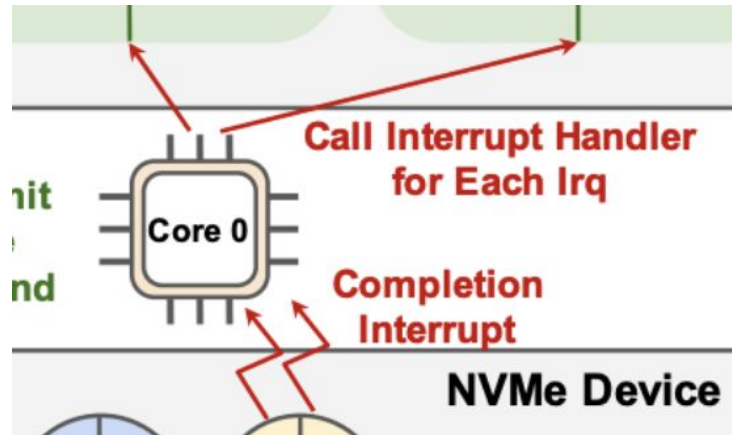 Call Interrupt Handler
for Each Irq
Core 0
Completion
Interrupt
NVMe Device